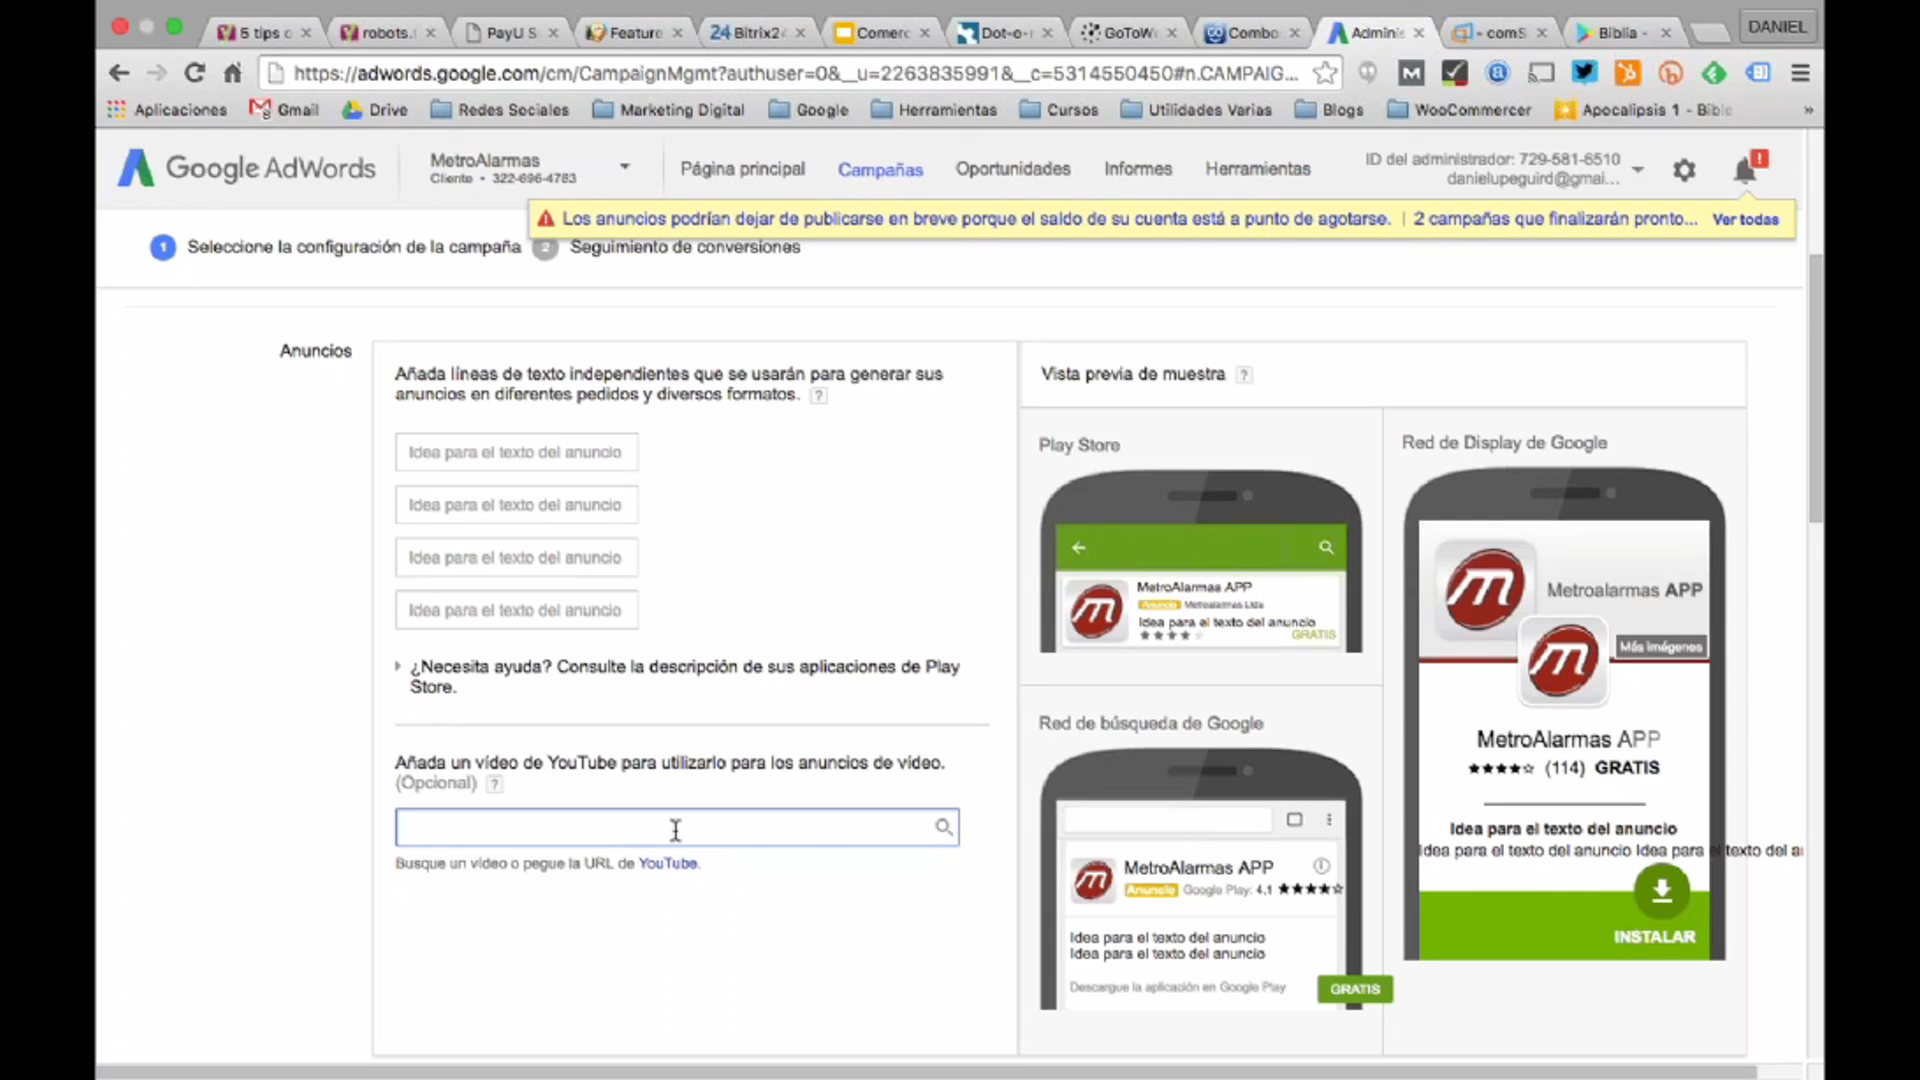 5 tips o
robots.
PayU S
Feature
24 Bitrix2
Comerc
Dot-o-
GoToW
Combo
Adminis
- comS
Biblia -
DANIEL
https://adwords.google.com/cm/CampaignMgmt?authuser=0&__u=2263835991&__c=5314550450#n.CAMPAIG...
Aplicaciones
Gmail
Drive
Redes Sociales
Marketing Digital
Google
Herramientas
Cursos
Utilidades Varias
Blogs
WooCommercer
Apocalipsis 1 - Bible
»
Google AdWords
MetroAlarmas
Cliente • 322-696-4783
Página principal
Campañas
Oportunidades
Informes
Herramientas
ID del administrador: 729-581-6510
danielupeguird@gmai...
!
Los anuncios podrían dejar de publicarse en breve porque el saldo de su cuenta está a punto de agotarse. | 2 campañas que finalizarán pronto... Ver todas
1 Seleccione la configuración de la campaña
2 Seguimiento de conversiones
Anuncios
Añada líneas de texto independientes que se usarán para generar sus
anuncios en diferentes pedidos y diversos formatos. ?
Idea para el texto del anuncio
Idea para el texto del anuncio
Idea para el texto del anuncio
Idea para el texto del anuncio
¿Necesita ayuda? Consulte la descripción de sus aplicaciones de Play
Store.
Añada un vídeo de YouTube para utilizarlo para los anuncios de vídeo.
(Opcional) ?
Busque un vídeo o pegue la URL de YouTube.
Vista previa de muestra ?
Play Store
MetroAlarmas APP
Anuncio Metroalarmas Ltda
Idea para el texto del anuncio
GRATIS
Red de búsqueda de Google
MetroAlarmas APP
Anuncio Google Play: 4,1
Idea para el texto del anuncio
Idea para el texto del anuncio
Descargue la aplicación en Google Play
GRATIS
Red de Display de Google
Metroalarmas APP
Más imágenes
MetroAlarmas APP
(114) GRATIS
Idea para el texto del anuncio
Idea para el texto del anuncio Idea para el texto del a
INSTALAR